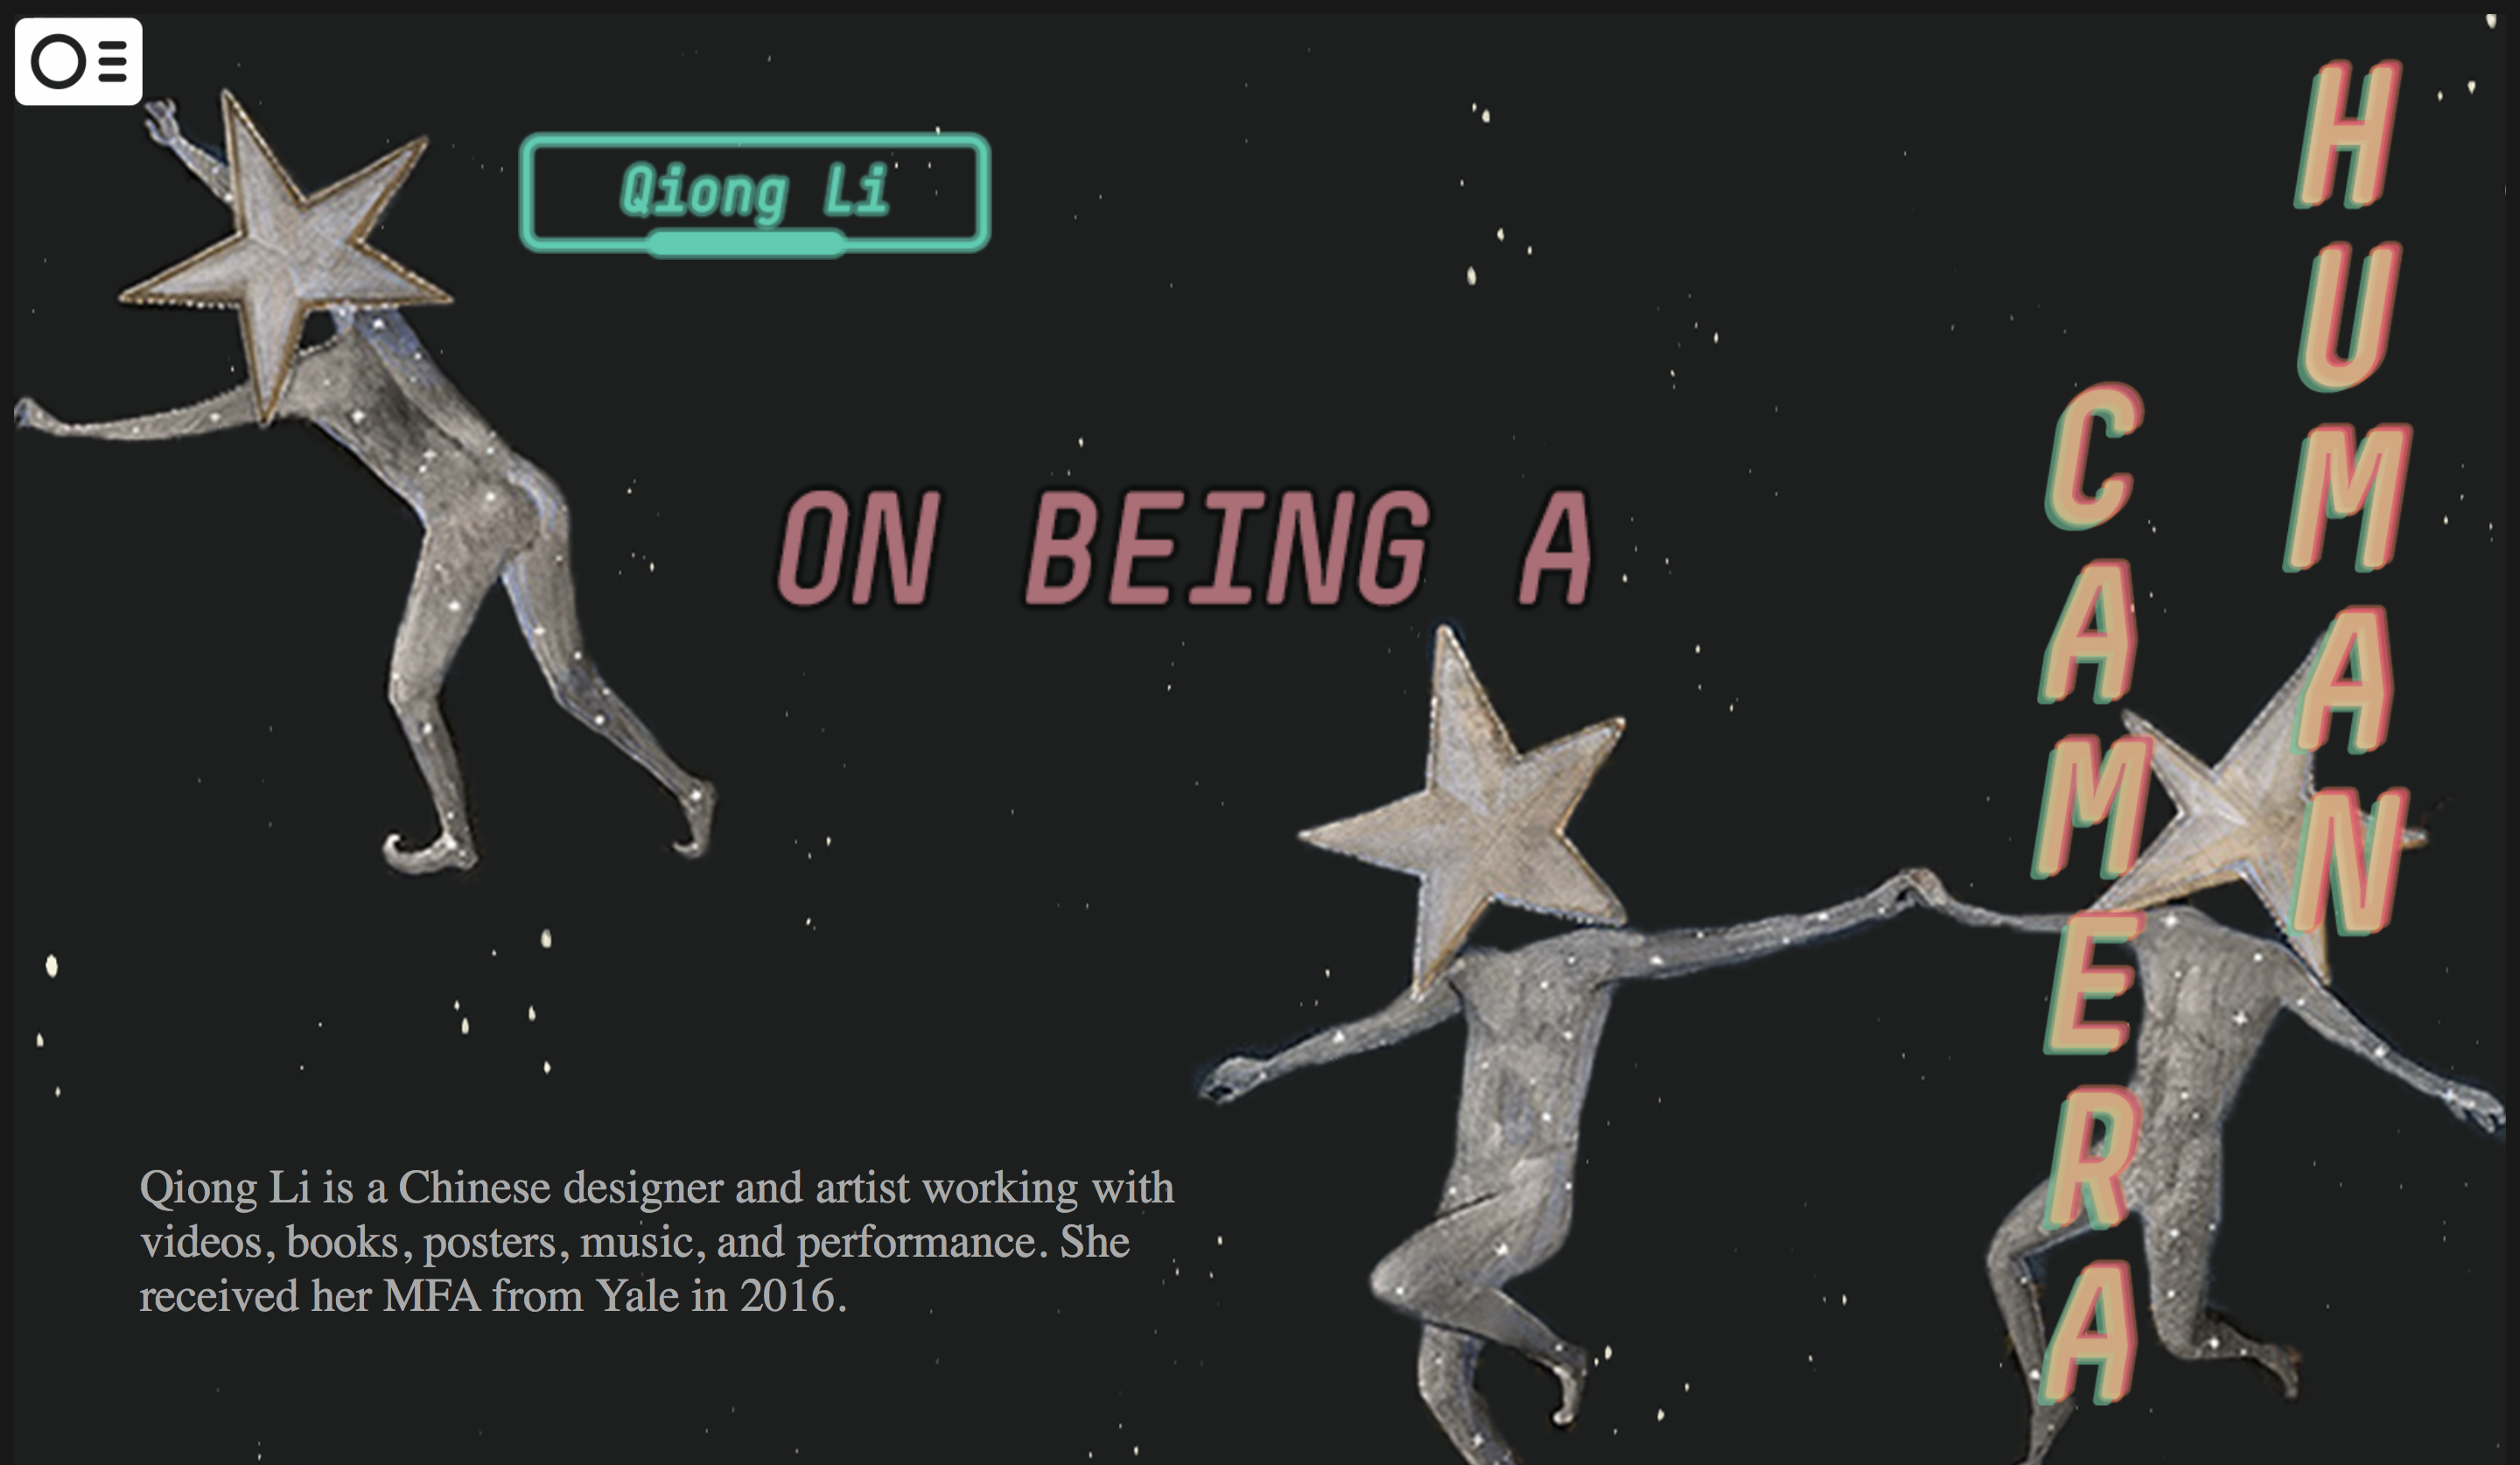 Qiong Li
ON BEING A
HUMAN
CAMERA
Qiong Li is a Chinese designer and artist working with
videos, books, posters, music, and performance. She
received her MFA from Yale in 2016.